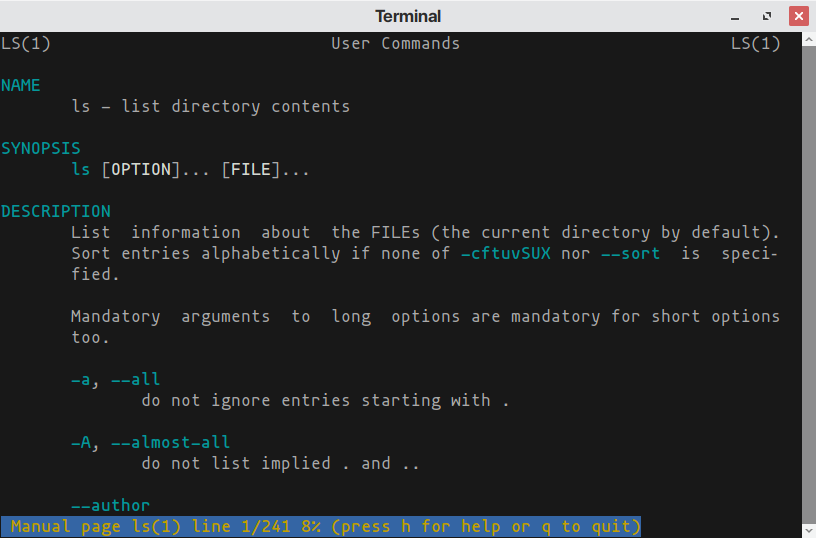 Terminal
LS(1) User Commands LS(1)
NAME
ls – list directory contents
SYNOPSIS
ls [OPTION]... [FILE]...
DESCRIPTION
List information about the FILEs (the current directory by default).
Sort entries alphabetically if none of –cftuvSUX nor ––sort is speci‐
fied.
Mandatory arguments to long options are mandatory for short options
too.
–a, ––all
do not ignore entries starting with .
–A, ––almost–all
do not list implied . and ..
––author
Manual page ls(1) line 1/241 8% (press h for help or q to quit)